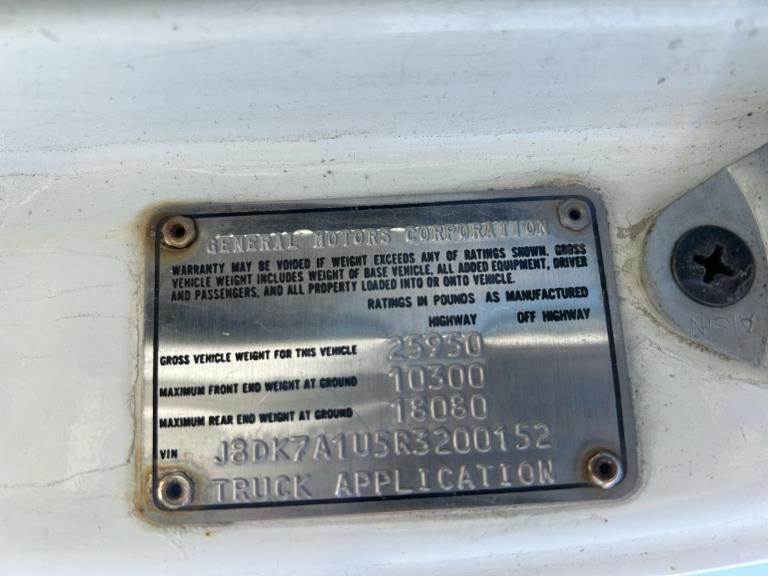 GENERAL MOTORS CORPORATION
WARRANTY MAY BE VOIDED IF WEIGHT EXCEEDS ANY OF RATINGS SHOWN. GROSS
VEHICLE WEIGHT INCLUDES WEIGHT OF BASE VEHICLE, ALL ADDED EQUIPMENT, DRIVER
AND PASSENGERS, AND ALL PROPERTY LOADED INTO OR ONTO VEHICLE.
RATINGS IN POUNDS AS MANUFACTURED
HIGHWAY OFF HIGHWAY
GROSS VEHICLE WEIGHT FOR THIS VEHICLE 25950
MAXIMUM FRONT END WEIGHT AT GROUND 10300
MAXIMUM REAR END WEIGHT AT GROUND 18080
VIN J8DK7A1U5R3200152
TRUCK APPLICATION
AISIN